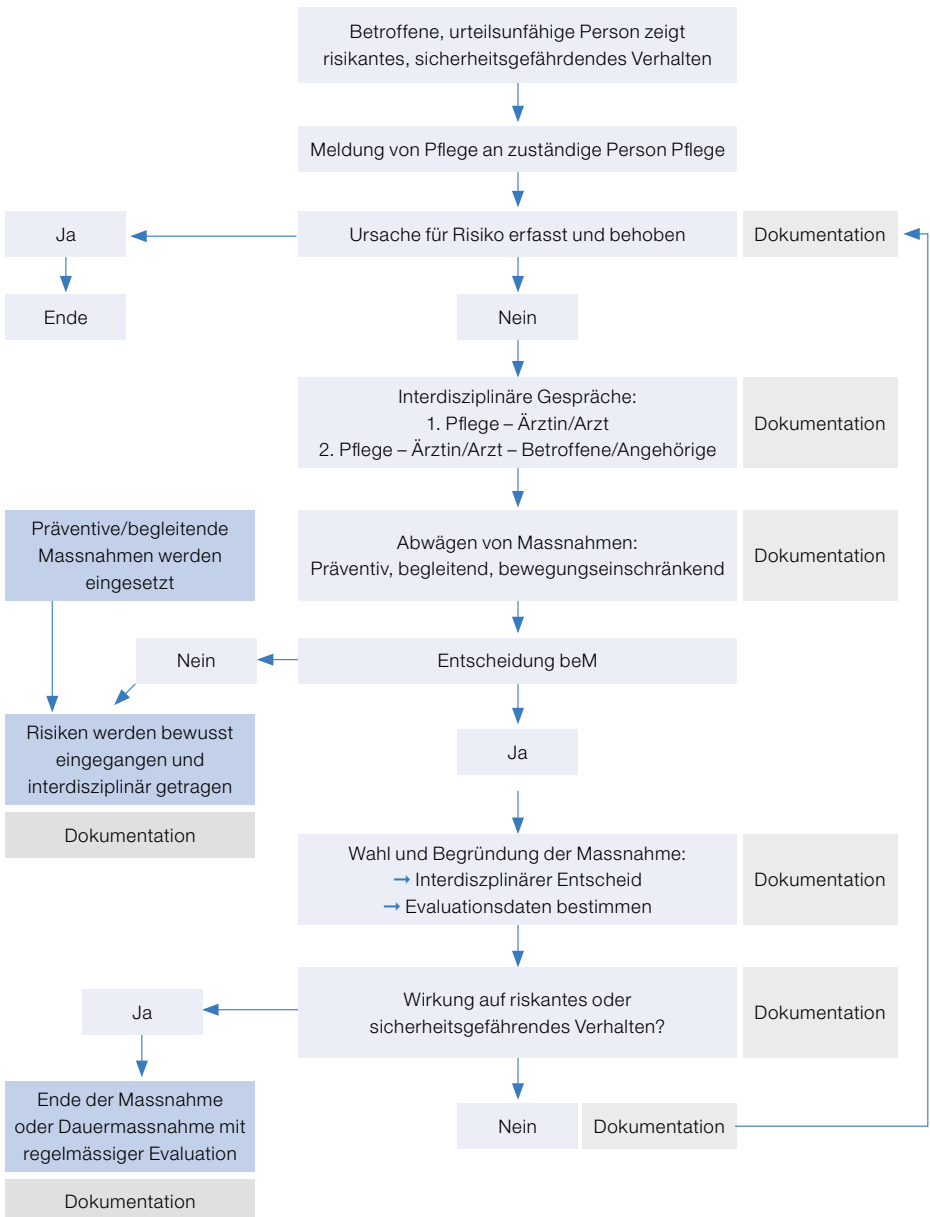 Betroffene, urteilsunfähige Person zeigt
risikantes, sicherheitsgefährdendes Verhalten
Meldung von Pflege an zuständige Person Pflege
Ja
Ursache für Risiko erfasst und behoben
Dokumentation
Ende
Nein
Interdisziplinäre Gespräche:
1. Pflege – Ärztin/Arzt
2. Pflege – Ärztin/Arzt – Betroffene/Angehörige
Dokumentation
Präventive/begleitende
Massnahmen werden
eingesetzt
Abwägen von Massnahmen:
Präventiv, begleitend, bewegungseinschränkend
Dokumentation
Nein
Entscheidung beM
Risiken werden bewusst
eingegangen und
interdisziplinär getragen
Dokumentation
Ja
Wahl und Begründung der Massnahme:
→ Interdiszplinärer Entscheid
→ Evaluationsdaten bestimmen
Dokumentation
Ja
Wirkung auf riskantes oder
sicherheitsgefährendes Verhalten?
Dokumentation
Ende der Massnahme
oder Dauermassnahme mit
regelmässiger Evaluation
Dokumentation
Nein
Dokumentation